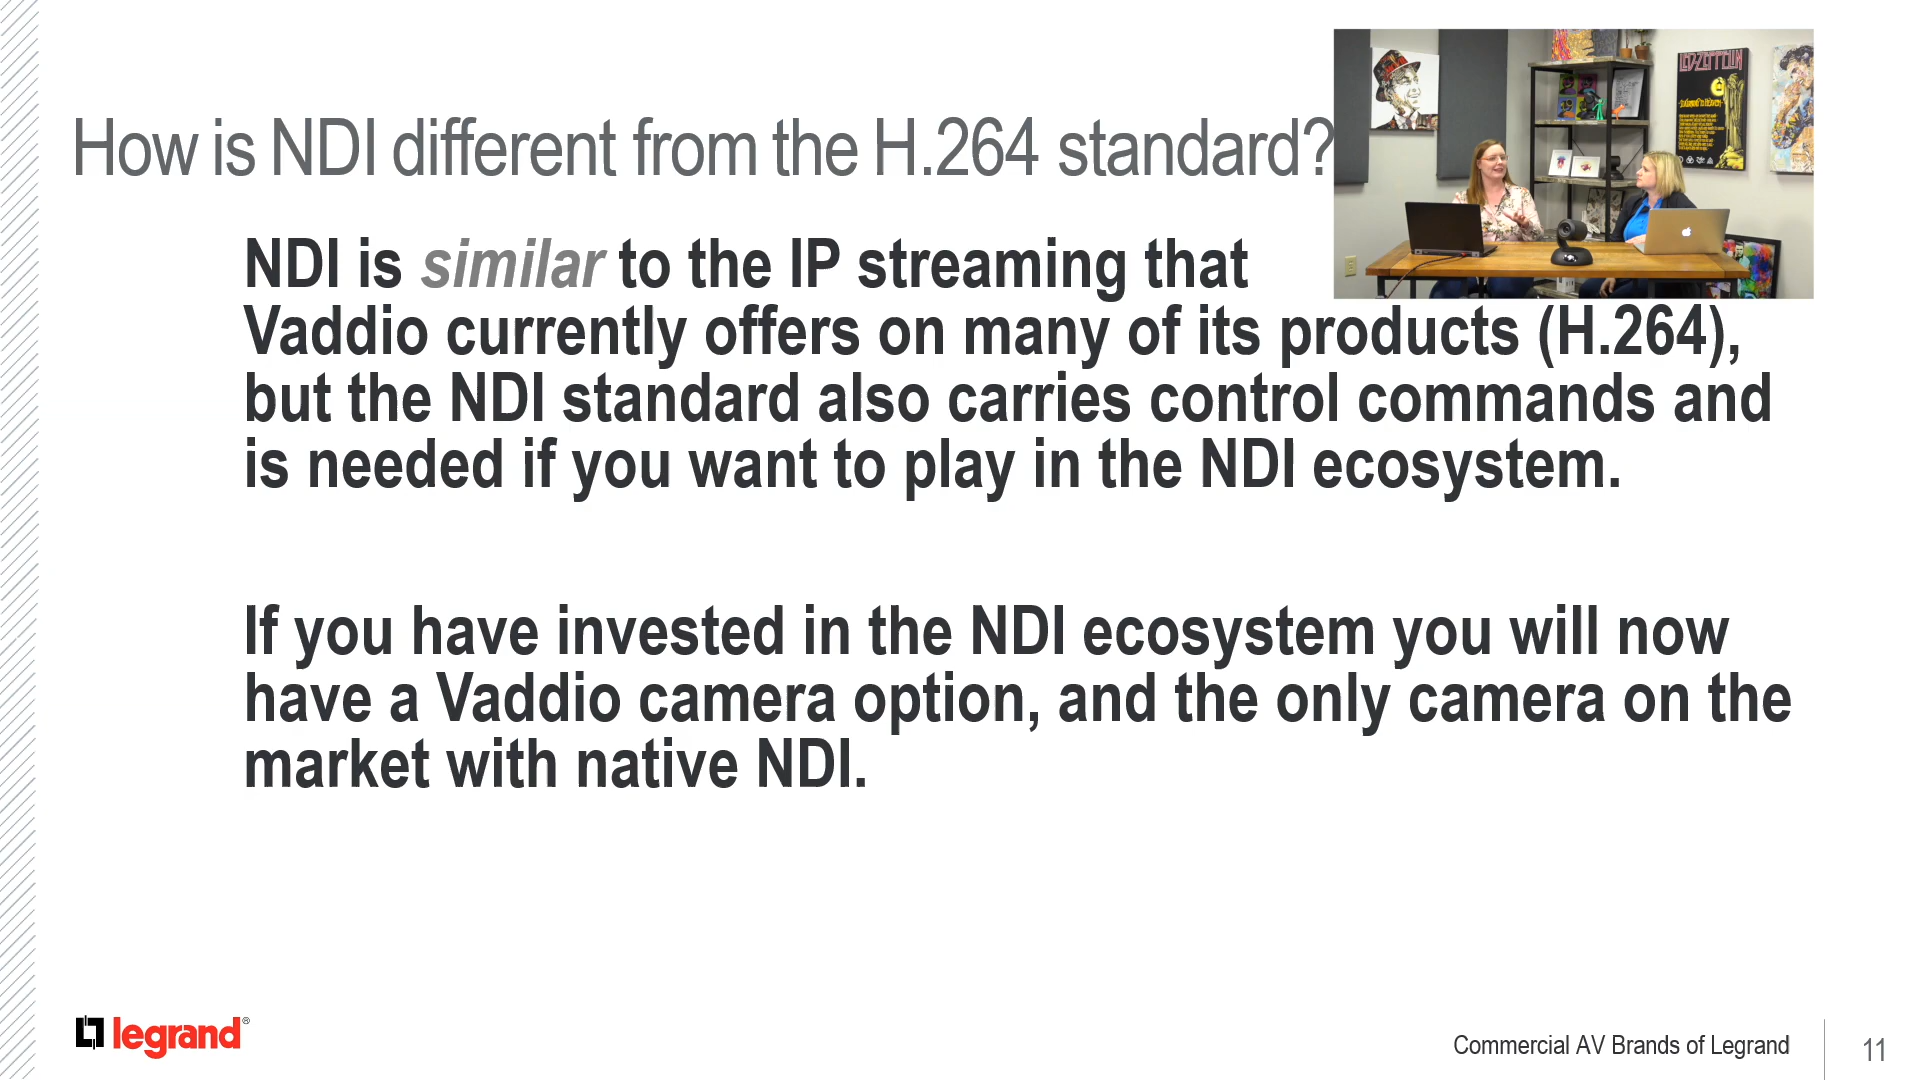 How is NDI different from the H.264 standard?
LED-ZEPPELIN
NDI is similar to the IP streaming that
Vaddio currently offers on many of its products (H.264),
but the NDI standard also carries control commands and
is needed if you want to play in the NDI ecosystem.
If you have invested in the NDI ecosystem you will now
have a Vaddio camera option, and the only camera on the
market with native NDI.
legrand®
Commercial AV Brands of Legrand
11